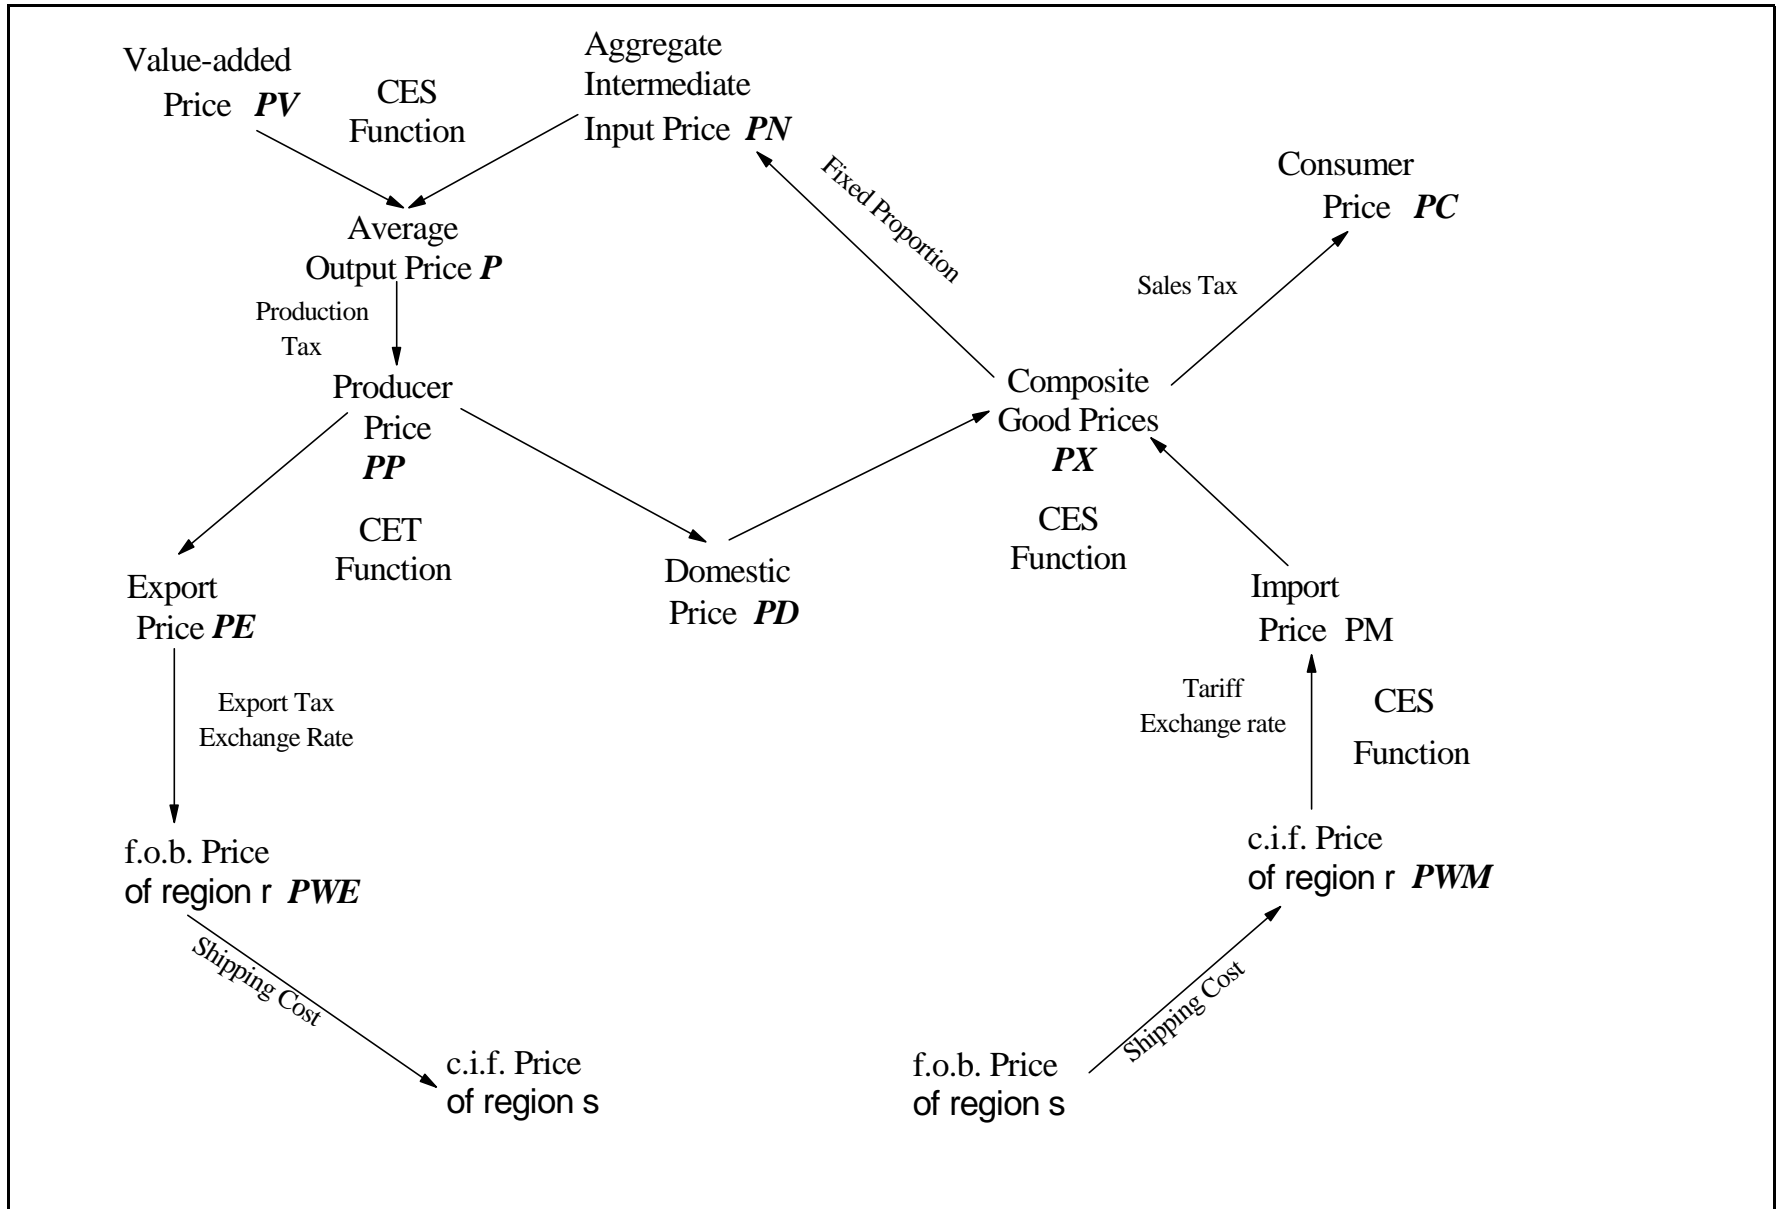 Value-added
Price PV
CES
Function
Aggregate
Intermediate
Input Price PN
Fixed Proportion
Consumer
Price PC
Average
Output Price P
Sales Tax
Production
Tax
Producer
Price
PP
Composite
Good Prices
PX
CET
Function
CES
Function
Export
Price PE
Domestic
Price PD
Import
Price PM
Export Tax
Exchange Rate
Tariff
Exchange rate
CES
Function
f.o.b. Price
of region r PWE
c.i.f. Price
of region r PWM
Shipping Cost
Shipping Cost
c.i.f. Price
of region s
f.o.b. Price
of region s